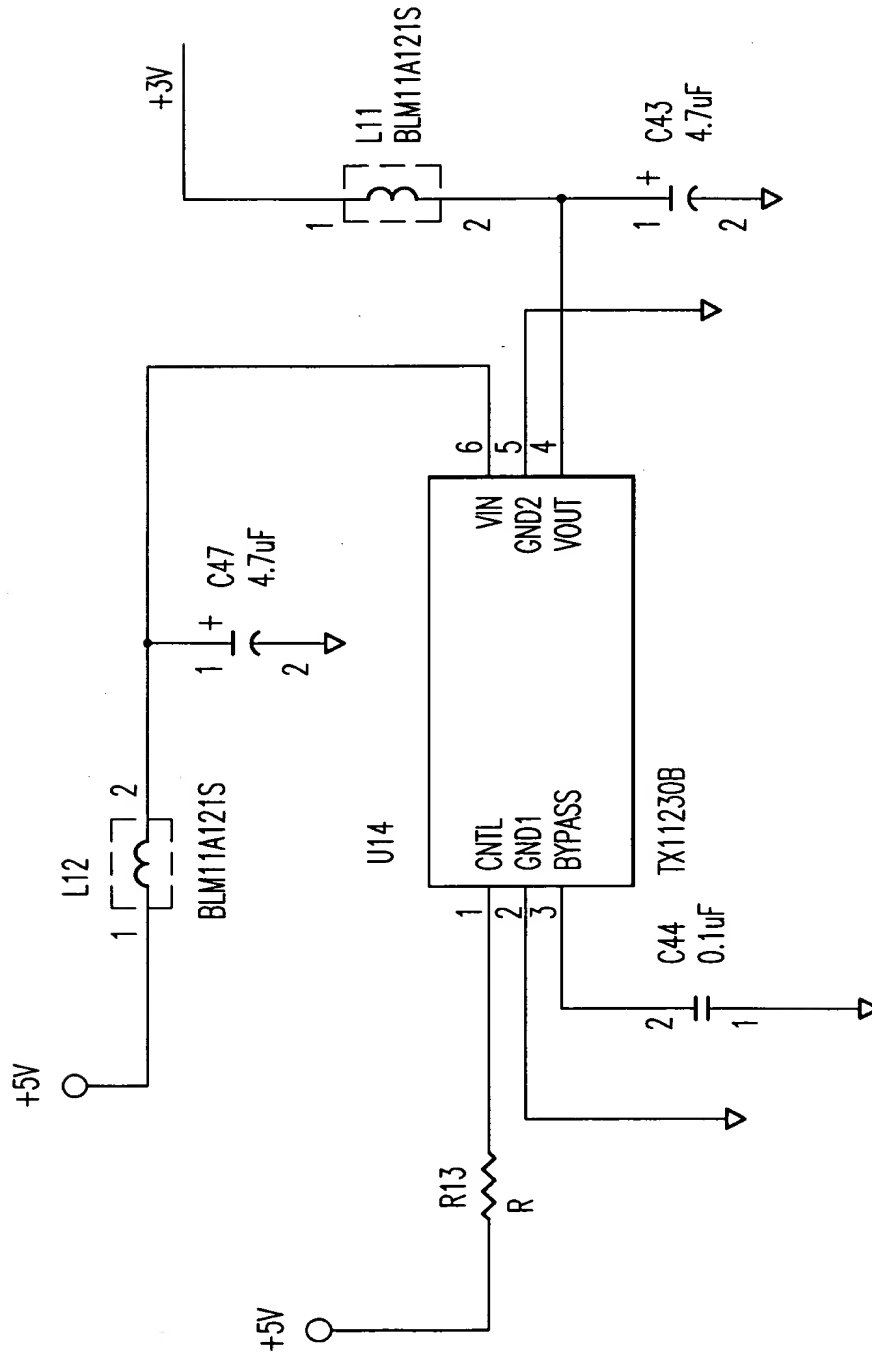 +5V
L12
1
2
BLM11A121S
C47
4.7uF
1
+
2
+3V
L11
BLM11A121S
1
2
C43
4.7uF
1
+
2
+5V
R13
R
U14
1
CNTL
2
GND1
3
BYPASS
VIN
6
GND2
5
VOUT
4
TX11230B
C44
0.1uF
2
1